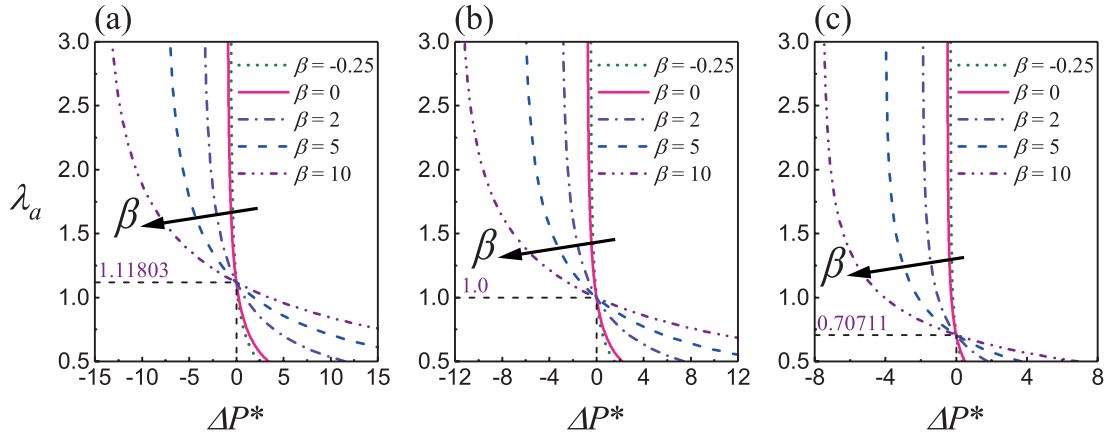 (a)
3.0
2.5
2.0
1.5
1.0
0.5
λa
β = -0.25
β = 0
β = 2
β = 5
β = 10
β
1.11803
-15 -10 -5 0 5 10 15
ΔP*
(b)
3.0
2.5
2.0
1.5
1.0
0.5
β = -0.25
β = 0
β = 2
β = 5
β = 10
β
1.0
-12 -8 -4 0 4 8 12
ΔP*
(c)
3.0
2.5
2.0
1.5
1.0
0.5
β = -0.25
β = 0
β = 2
β = 5
β = 10
β
0.70711
-8 -4 0 4 8
ΔP*